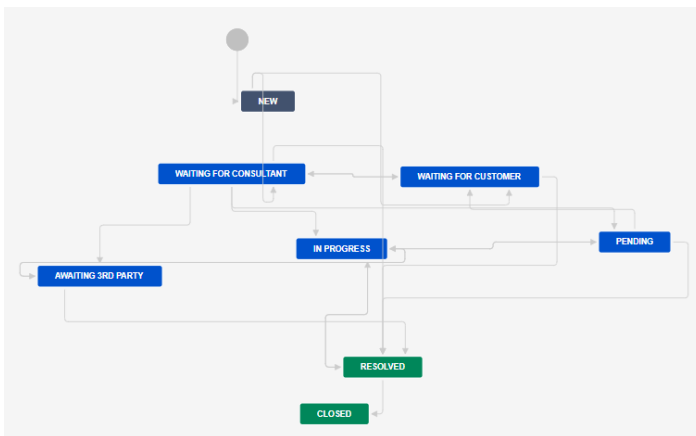 NEW
WAITING FOR CONSULTANT
WAITING FOR CUSTOMER
IN PROGRESS
PENDING
AWAITING 3RD PARTY
RESOLVED
CLOSED